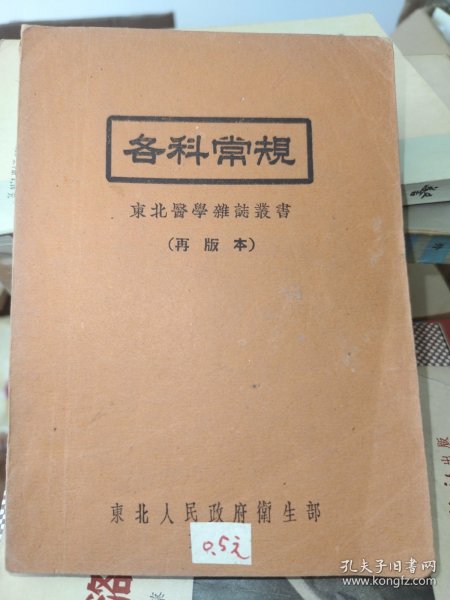 各科常規
東北醫學雜誌叢書
（再版本）
東北人民政府衛生部
0.5元
孔夫子旧书网
www.kongfz.com